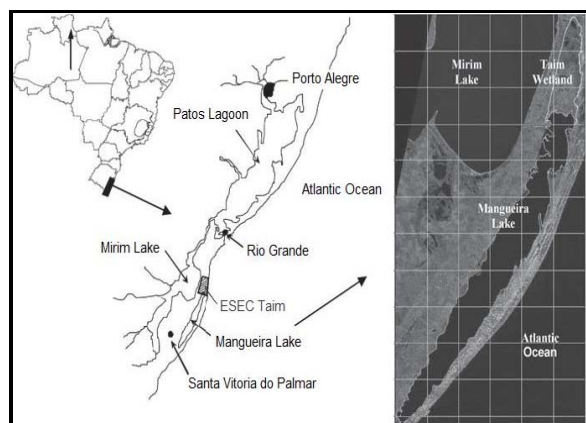 Porto Alegre
Patos Lagoon
Atlantic Ocean
Mirim Lake
Rio Grande
ESEC Taim
Mangueira Lake
Santa Vitoria do Palmar
Mirim
Lake
Taim
Wetland
Mangueira
Lake
Atlantic
Ocean